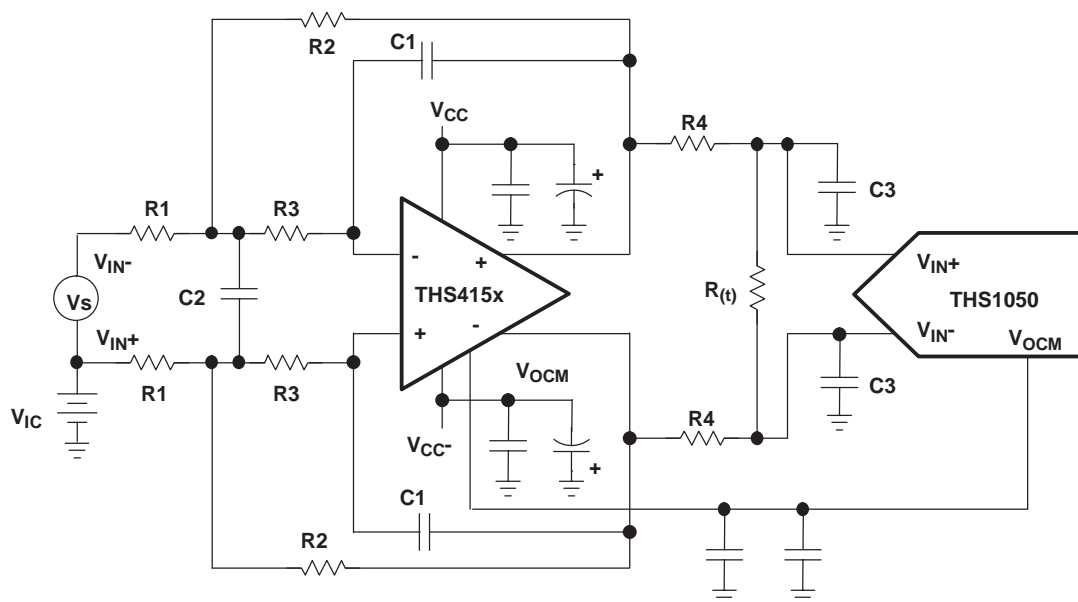 R2
C1
VCC
R4
C3
R1
R3
VIN-
- +
+
Vs
C2
THS415x
R(t)
VIN+
THS1050
VIN+
+ -
VIN-
VOCM
R1
R3
VOCM
C3
VIC
R4
VCC-
+
C1
R2